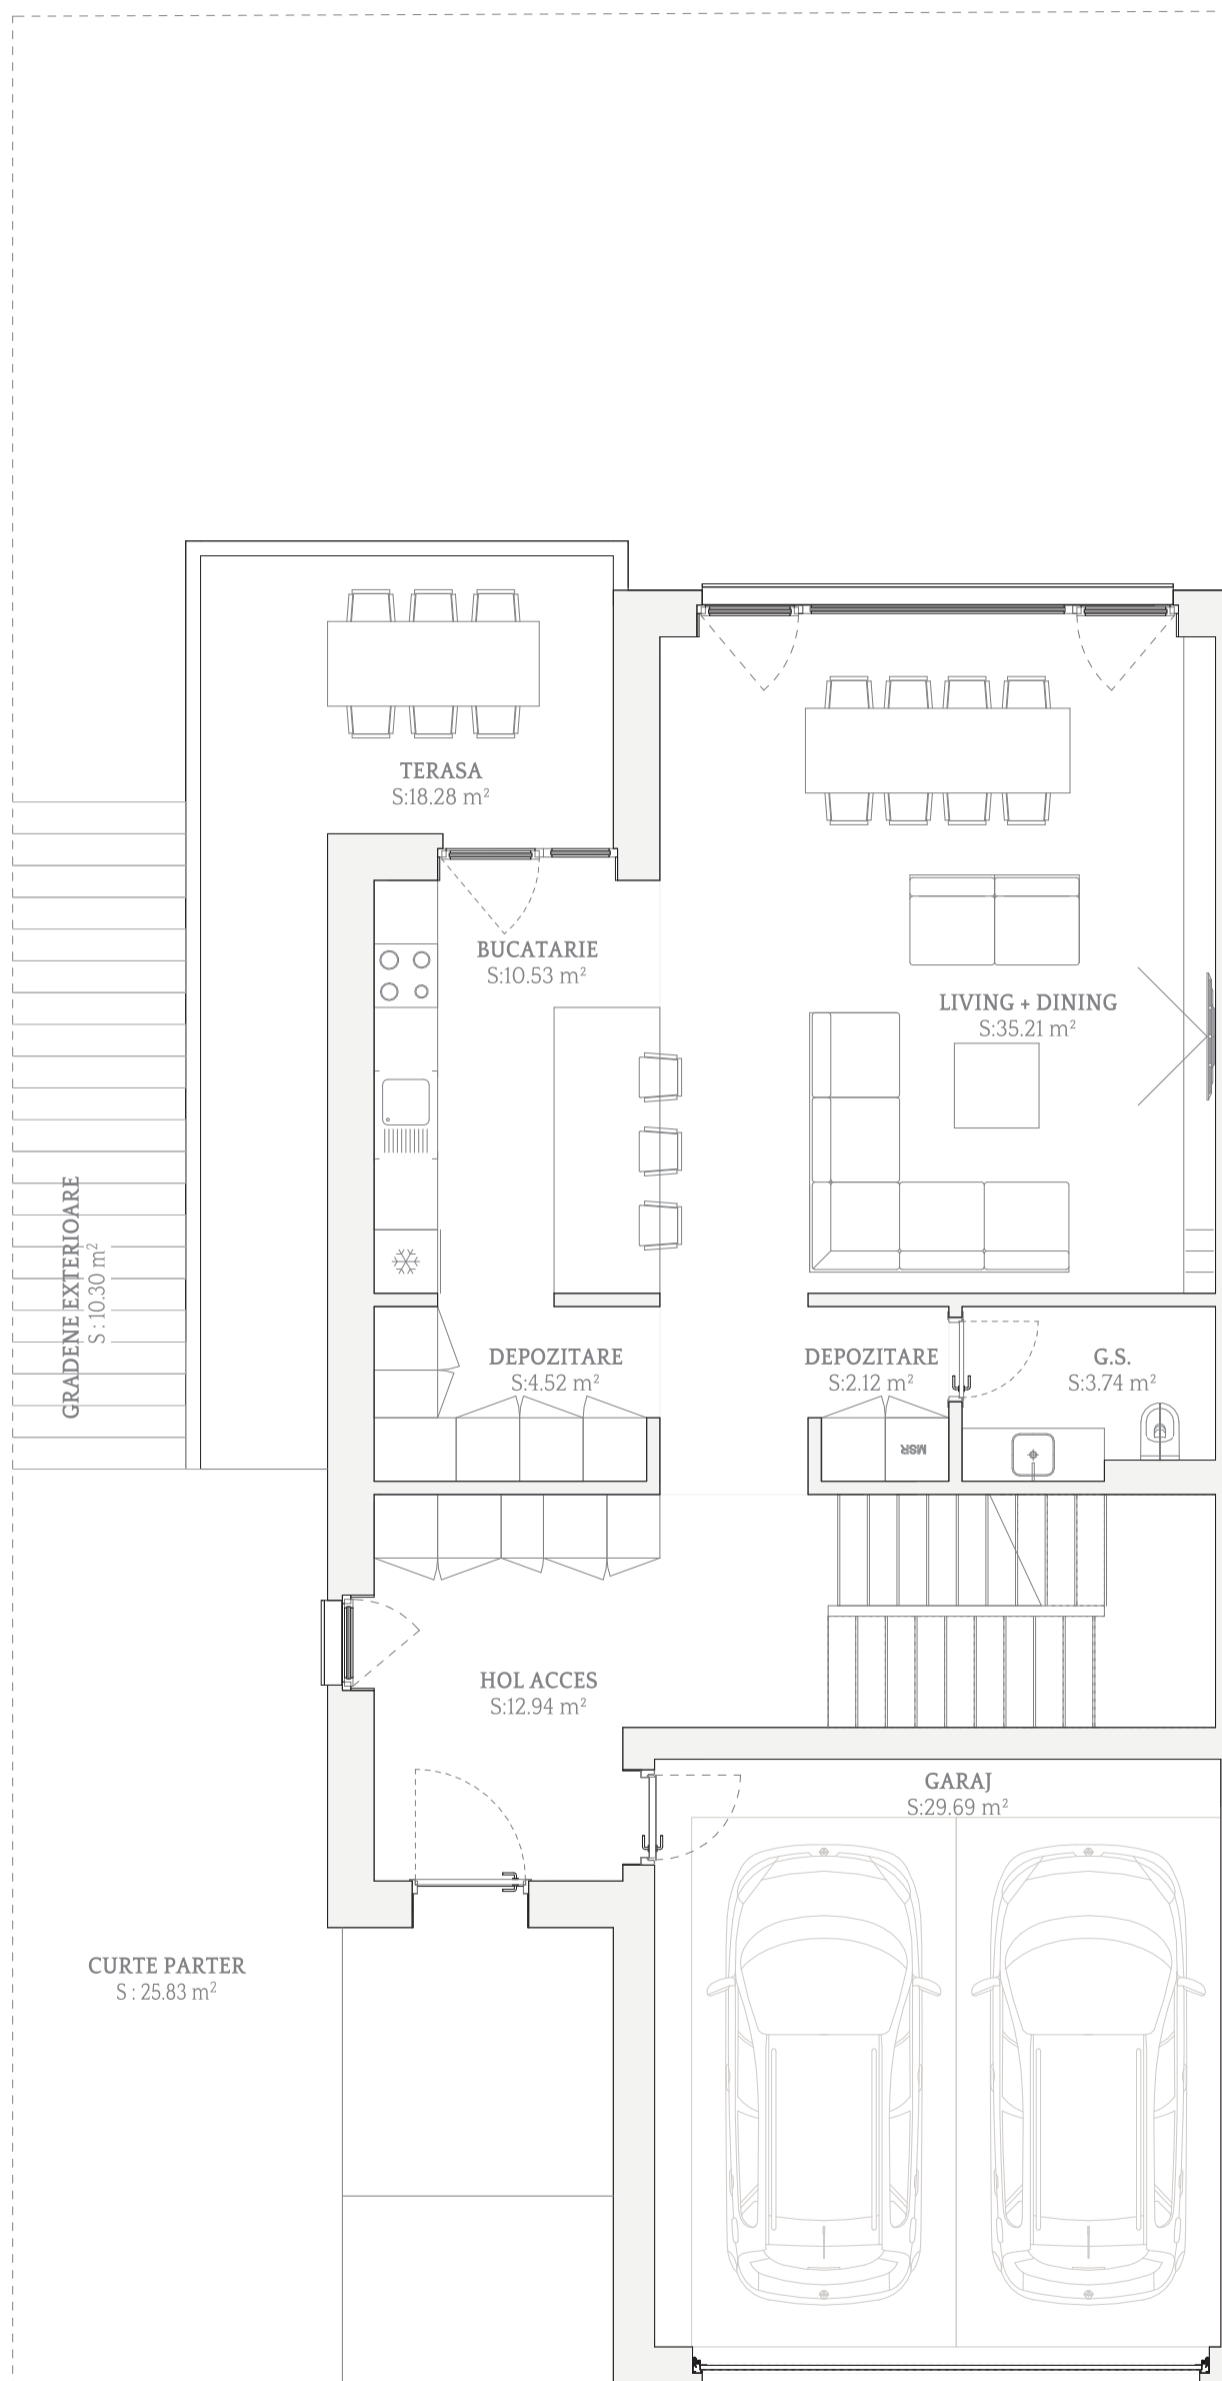 TERASA
S:18.28 m²
BUCATARIE
S:10.53 m²
LIVING + DINING
S:35.21 m²
GRADENE EXTERIOARE
S : 10.30 m²
DEPOZITARE
S:4.52 m²
DEPOZITARE
S:2.12 m²
G.S.
S:3.74 m²
MSR
HOL ACCES
S:12.94 m²
GARAJ
S:29.69 m²
CURTE PARTER
S : 25.83 m²